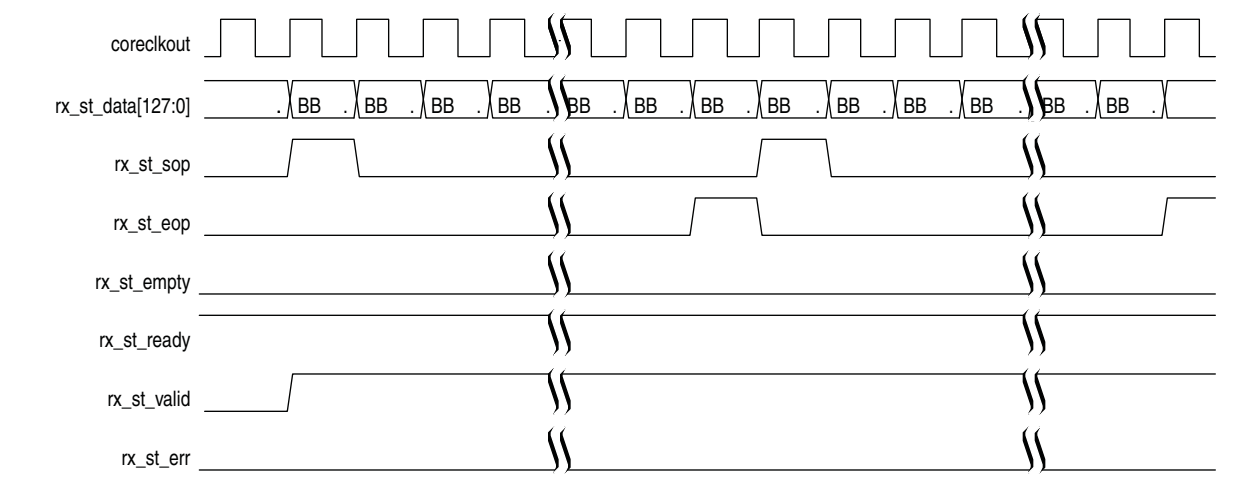 coreclkout
rx_st_data[127:0] . BB . BB . BB . BB . BB . BB . BB . BB . BB . BB . BB . BB . BB .
rx_st_sop
rx_st_eop
rx_st_empty
rx_st_ready
rx_st_valid
rx_st_err